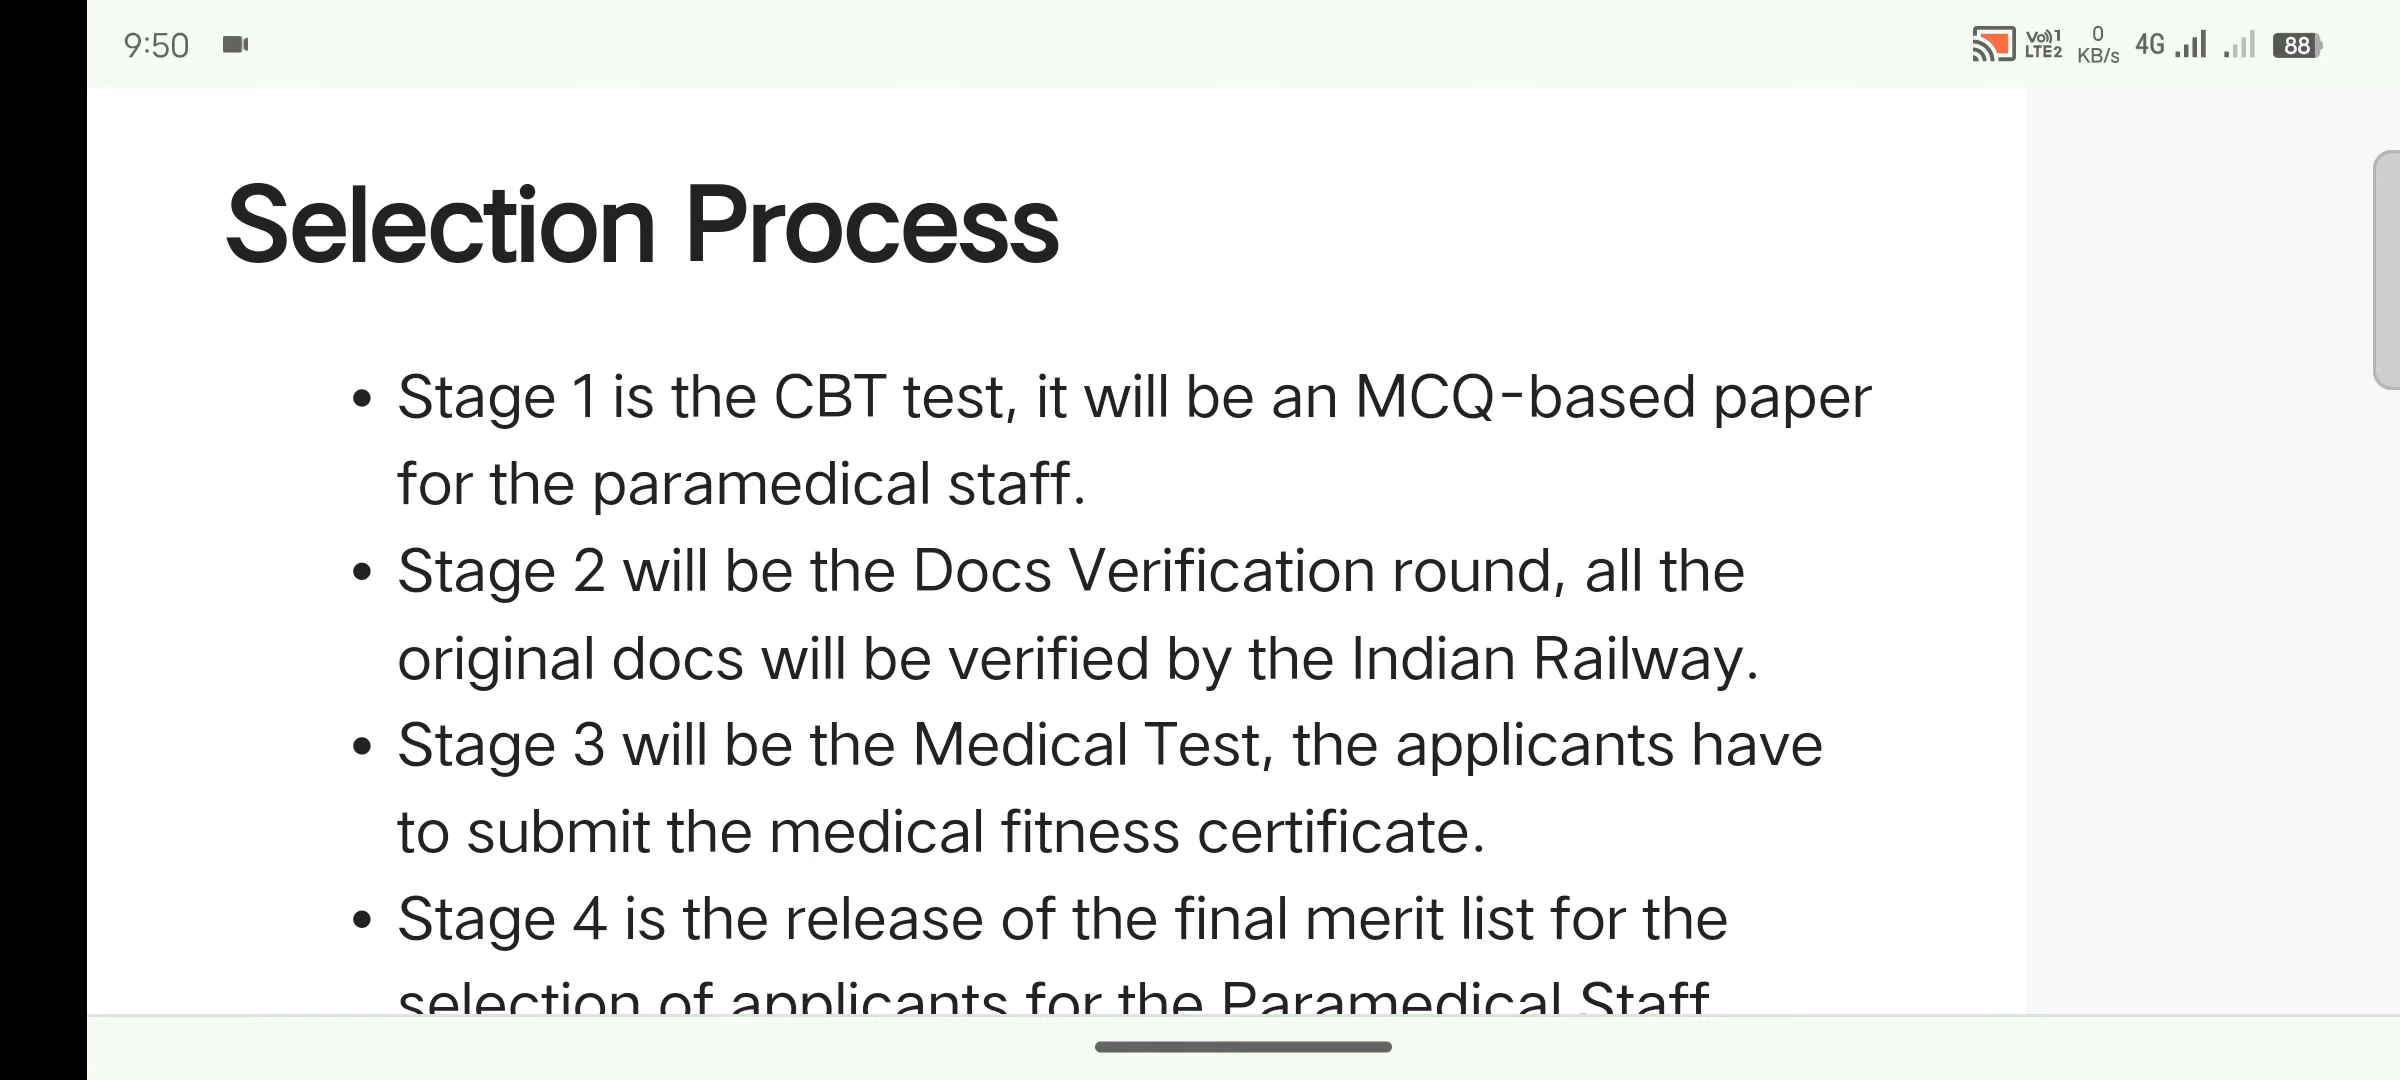 9:50
Vo)) 1 LTE2
0 KB/s
4G
88
Selection Process
• Stage 1 is the CBT test, it will be an MCQ-based paper
for the paramedical staff.
• Stage 2 will be the Docs Verification round, all the
original docs will be verified by the Indian Railway.
• Stage 3 will be the Medical Test, the applicants have
to submit the medical fitness certificate.
• Stage 4 is the release of the final merit list for the
selection of applicants for the Paramedical Staff